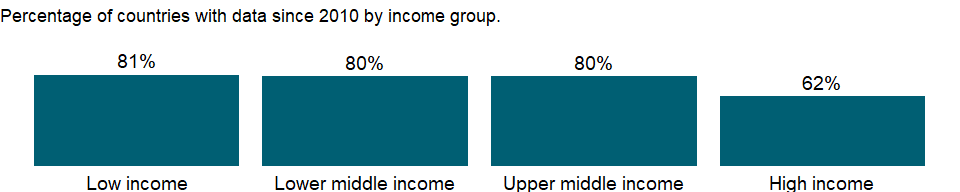 Percentage of countries with data since 2010 by income group.
81%
80%
80%
62%
Low income
Lower middle income
Upper middle income
High income